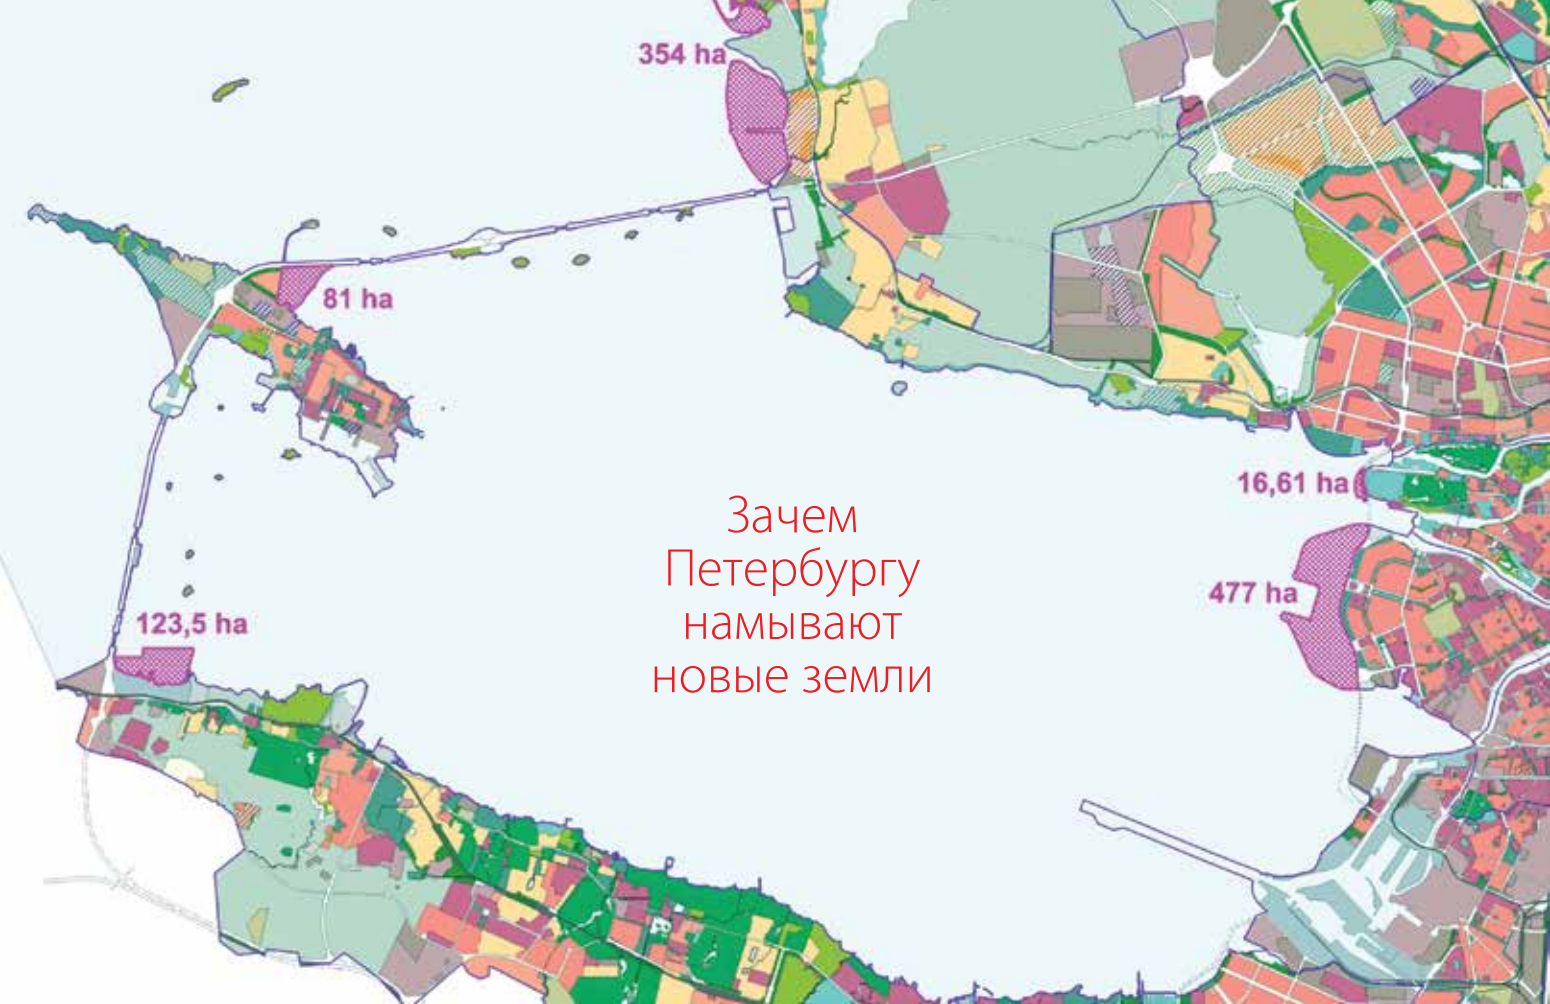 354 ha
81 ha
16,61 ha
Зачем
Петербургу
намывают
новые земли
477 ha
123,5 ha